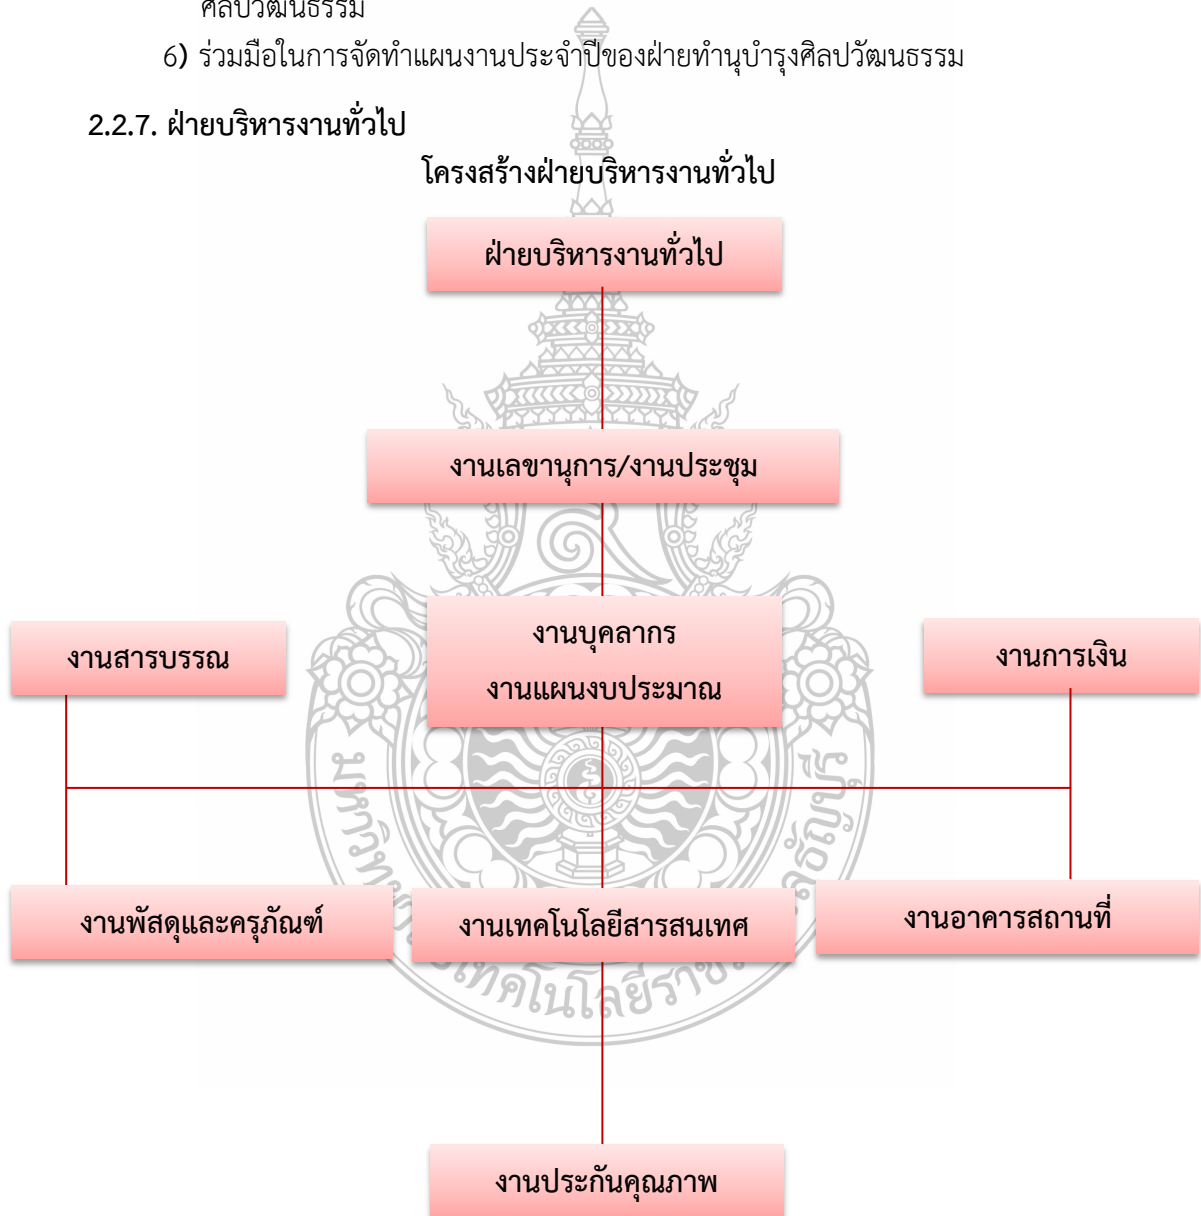 ศิลปวัฒนธรรม
6) ร่วมมือในการจัดทำแผนงานประจำปีของฝ่ายทำนุบำรุงศิลปวัฒนธรรม
2.2.7. ฝ่ายบริหารงานทั่วไป
โครงสร้างฝ่ายบริหารงานทั่วไป
ฝ่ายบริหารงานทั่วไป
งานเลขานุการ/งานประชุม
งานสารบรรณ
งานบุคลากร
งานแผนงบประมาณ
งานการเงิน
งานพัสดุและครุภัณฑ์
งานเทคโนโลยีสารสนเทศ
งานอาคารสถานที่
งานประกันคุณภาพ